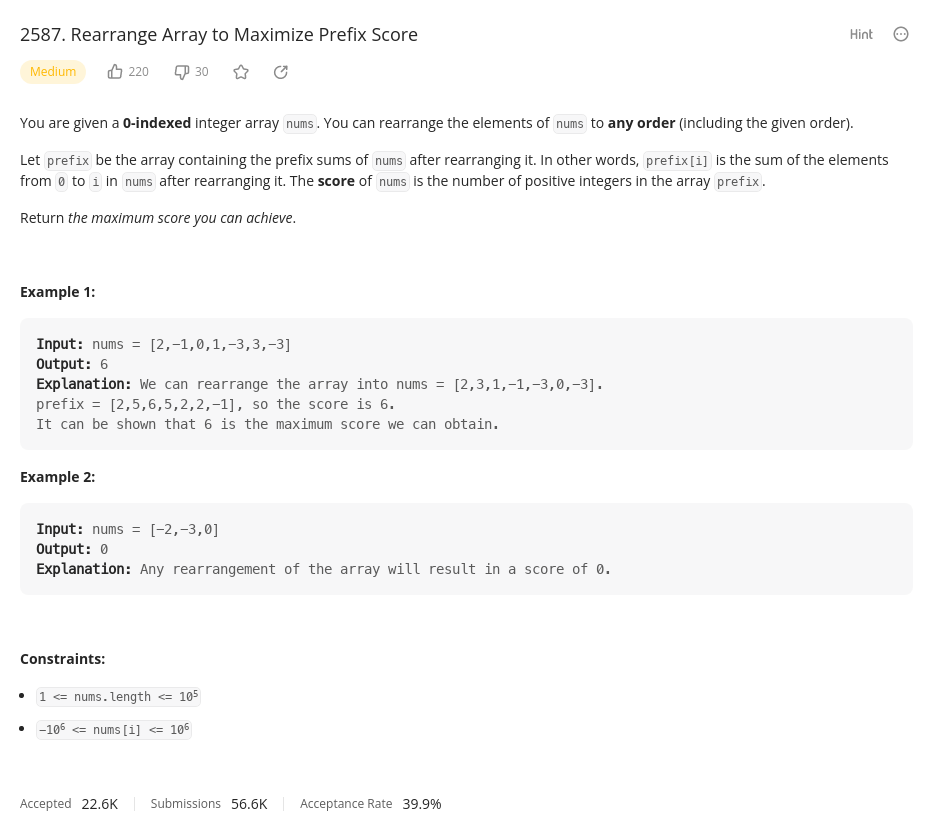 2587. Rearrange Array to Maximize Prefix Score
Hint
Medium 220 30
You are given a 0-indexed integer array nums. You can rearrange the elements of nums to any order (including the given order).
Let prefix be the array containing the prefix sums of nums after rearranging it. In other words, prefix[i] is the sum of the elements
from 0 to i in nums after rearranging it. The score of nums is the number of positive integers in the array prefix.
Return the maximum score you can achieve.
Example 1:
Input: nums = [2,-1,0,1,-3,3,-3]
Output: 6
Explanation: We can rearrange the array into nums = [2,3,1,-1,-3,0,-3].
prefix = [2,5,6,5,2,2,-1], so the score is 6.
It can be shown that 6 is the maximum score we can obtain.
Example 2:
Input: nums = [-2,-3,0]
Output: 0
Explanation: Any rearrangement of the array will result in a score of 0.
Constraints:
• 1 <= nums.length <= 10⁵
• -10⁶ <= nums[i] <= 10⁶
Accepted 22.6K Submissions 56.6K Acceptance Rate 39.9%